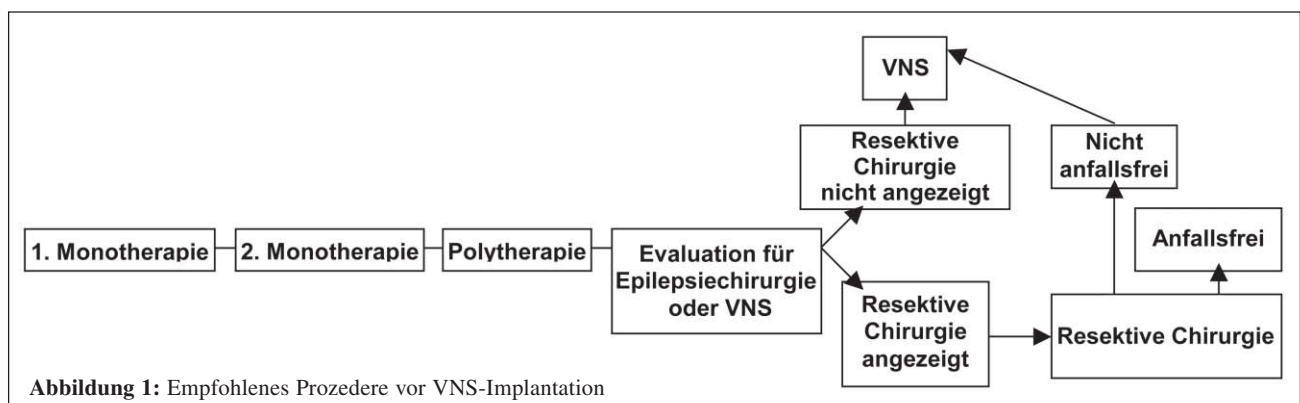 VNS
Resektive
Chirurgie
nicht angezeigt
Nicht
anfallsfrei
Anfallsfrei
1. Monotherapie
2. Monotherapie
Polytherapie
Evaluation für
Epilepsiechirurgie
oder VNS
Resektive
Chirurgie
angezeigt
Resektive Chirurgie
Abbildung 1: Empfohlenes Prozedere vor VNS-Implantation